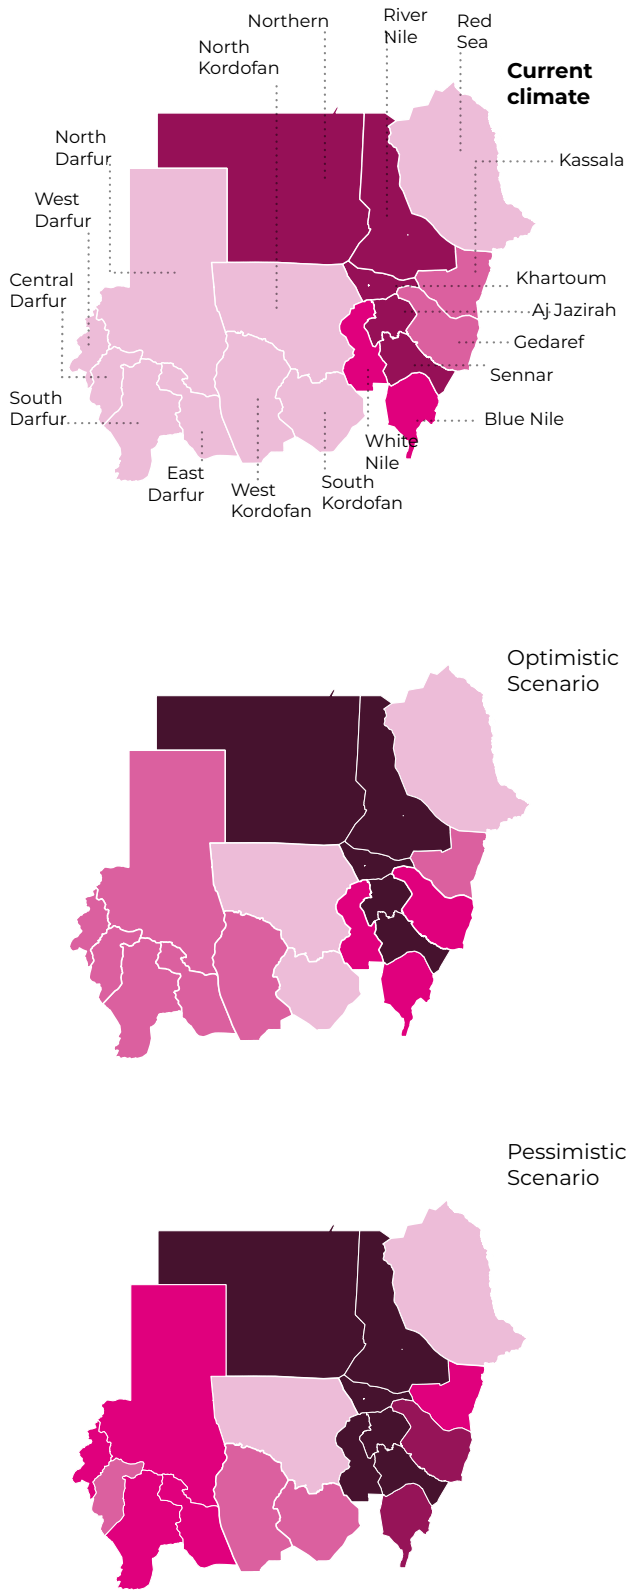 Northern
River
Nile
Red
Sea
North
Kordofan
Current
climate
North
Darfur
Kassala
West
Darfur
Central
Darfur
Khartoum
Aj Jazirah
Gedaref
Sennar
South
Darfur
Blue Nile
White
Nile
East
Darfur
West
Kordofan
South
Kordofan
Optimistic
Scenario
Pessimistic
Scenario